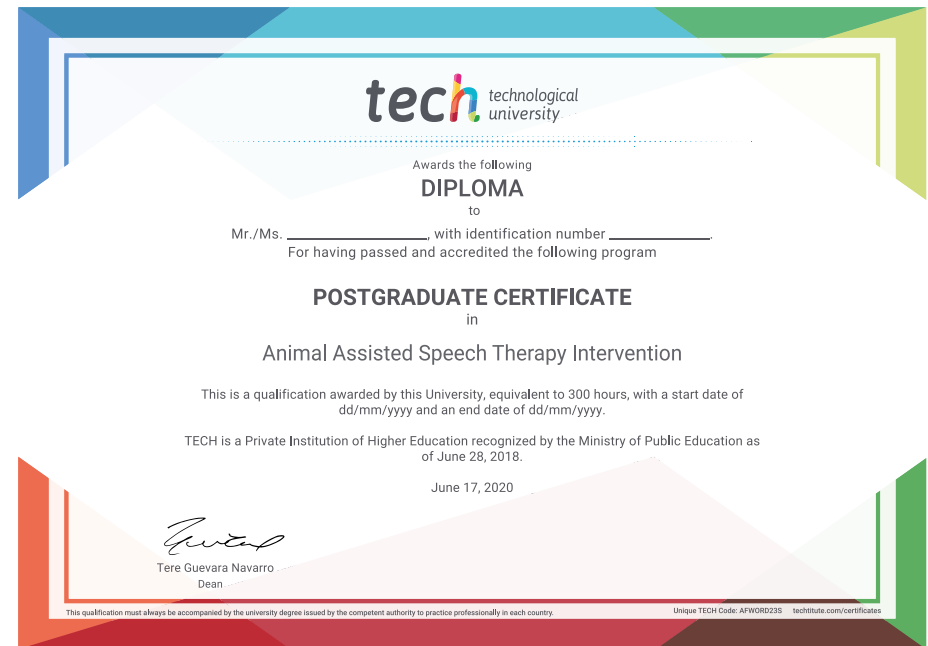 tech technological
university
Awards the following
DIPLOMA
to
Mr./Ms. ____________________, with identification number ______________.
For having passed and accredited the following program
POSTGRADUATE CERTIFICATE
in
Animal Assisted Speech Therapy Intervention
This is a qualification awarded by this University, equivalent to 300 hours, with a start date of
dd/mm/yyyy and an end date of dd/mm/yyyy.
TECH is a Private Institution of Higher Education recognized by the Ministry of Public Education as
of June 28, 2018.
June 17, 2020
Tere Guevara Navarro
Dean
This qualification must always be accompanied by the university degree issued by the competent authority to practice professionally in each country.
Unique TECH Code: AFWORD23S techtitute.com/certificates